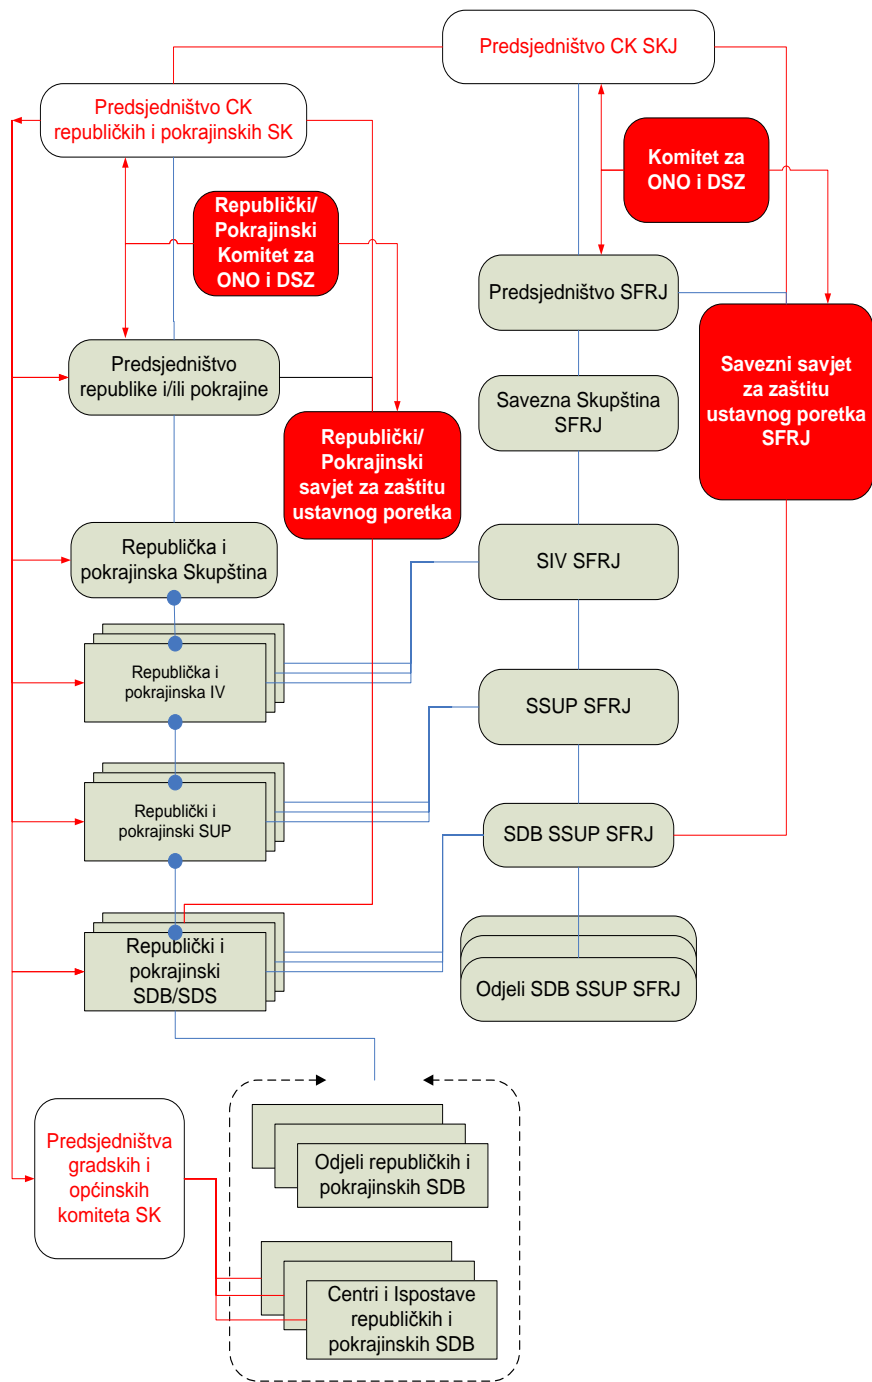 Predsjedništvo CK SKJ
Predsjedništvo CK
republičkih i pokrajinskih SK
Komitet za
ONO i DSZ
Republički/
Pokrajinski
Komitet za
ONO i DSZ
Predsjedništvo SFRJ
Predsjedništvo
republike i/ili pokrajine
Savezni savjet
za zaštitu
ustavnog poretka
SFRJ
Savezna Skupština
SFRJ
Republički/
Pokrajinski
savjet za zaštitu
ustavnog poretka
Republička i
pokrajinska Skupština
SIV SFRJ
Republička i
pokrajinska IV
SSUP SFRJ
Republički i
pokrajinski SUP
SDB SSUP SFRJ
Republički i
pokrajinski
SDB/SDS
Odjeli SDB SSUP SFRJ
Predsjedništva
gradskih i
općinskih
komiteta SK
Odjeli republičkih i
pokrajinskih SDB
Centri i Ispostave
republičkih i
pokrajinskih SDB